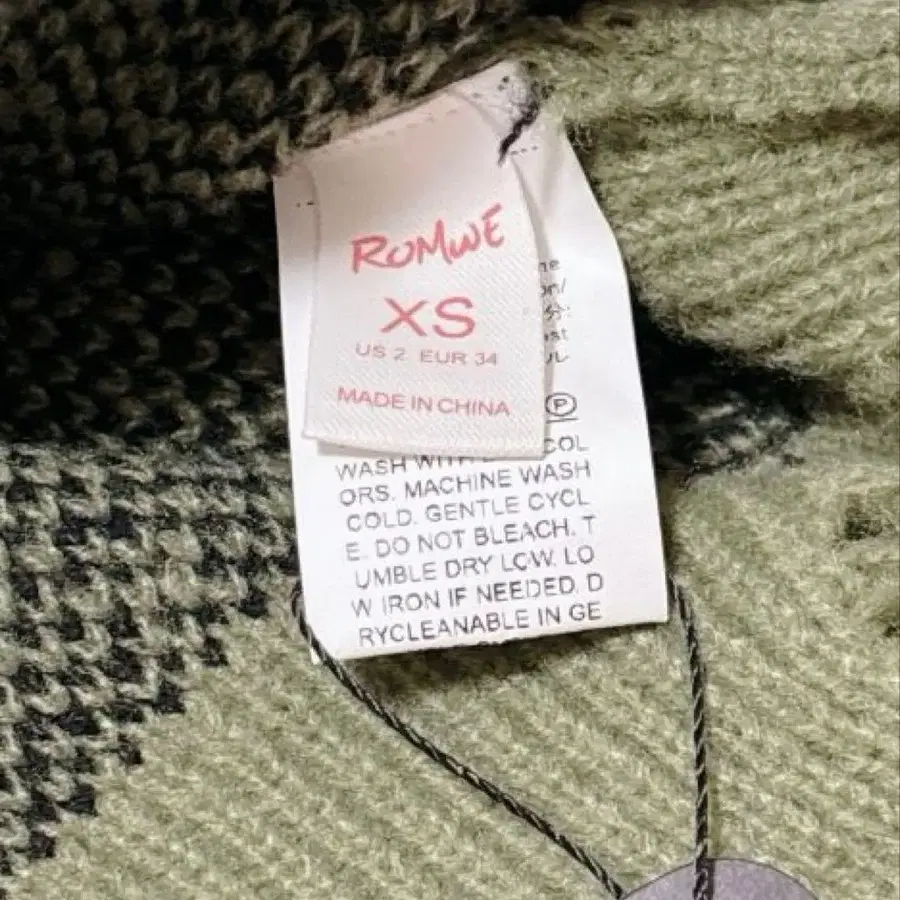 ROMWE
XS
US 2 EUR 34
MADE IN CHINA
P
WASH WITH COL
ORS. MACHINE WASH
COLD. GENTLE CYCL
E. DO NOT BLEACH. T
UMBLE DRY LOW. LO
W IRON IF NEEDED. D
RYCLEANABLE IN GE